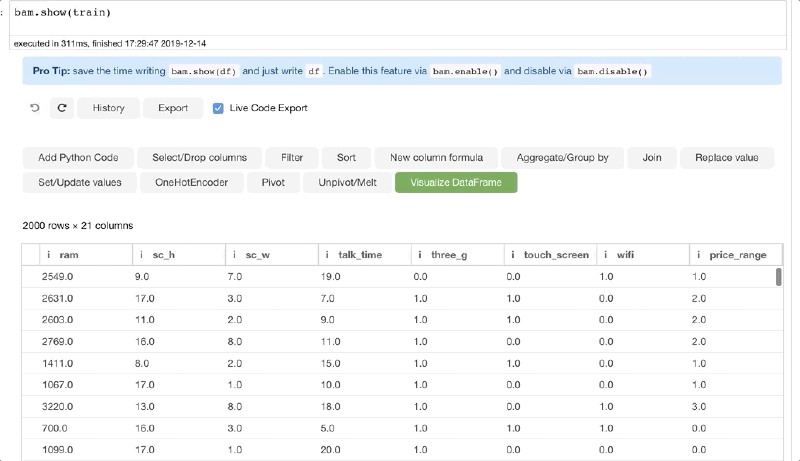 bam.show(train)
executed in 311ms, finished 17:29:47 2019-12-14
Pro Tip: save the time writing bam.show(df) and just write df. Enable this feature via bam.enable() and disable via bam.disable()
History Export Live Code Export
Add Python Code Select/Drop columns Filter Sort New column formula Aggregate/Group by Join Replace value
Set/Update values OneHotEncoder Pivot Unpivot/Melt Visualize DataFrame
2000 rows × 21 columns
i ram i sc_h i sc_w i talk_time i three_g i touch_screen i wifi i price_range
2549.0 9.0 7.0 19.0 0.0 0.0 1.0 1.0
2631.0 17.0 3.0 7.0 1.0 1.0 0.0 2.0
2603.0 11.0 2.0 9.0 1.0 1.0 0.0 2.0
2769.0 16.0 8.0 11.0 1.0 0.0 0.0 2.0
1411.0 8.0 2.0 15.0 1.0 1.0 0.0 1.0
1067.0 17.0 1.0 10.0 1.0 0.0 0.0 1.0
3220.0 13.0 8.0 18.0 1.0 0.0 1.0 3.0
700.0 16.0 3.0 5.0 1.0 1.0 1.0 0.0
1099.0 17.0 1.0 20.0 1.0 0.0 0.0 0.0